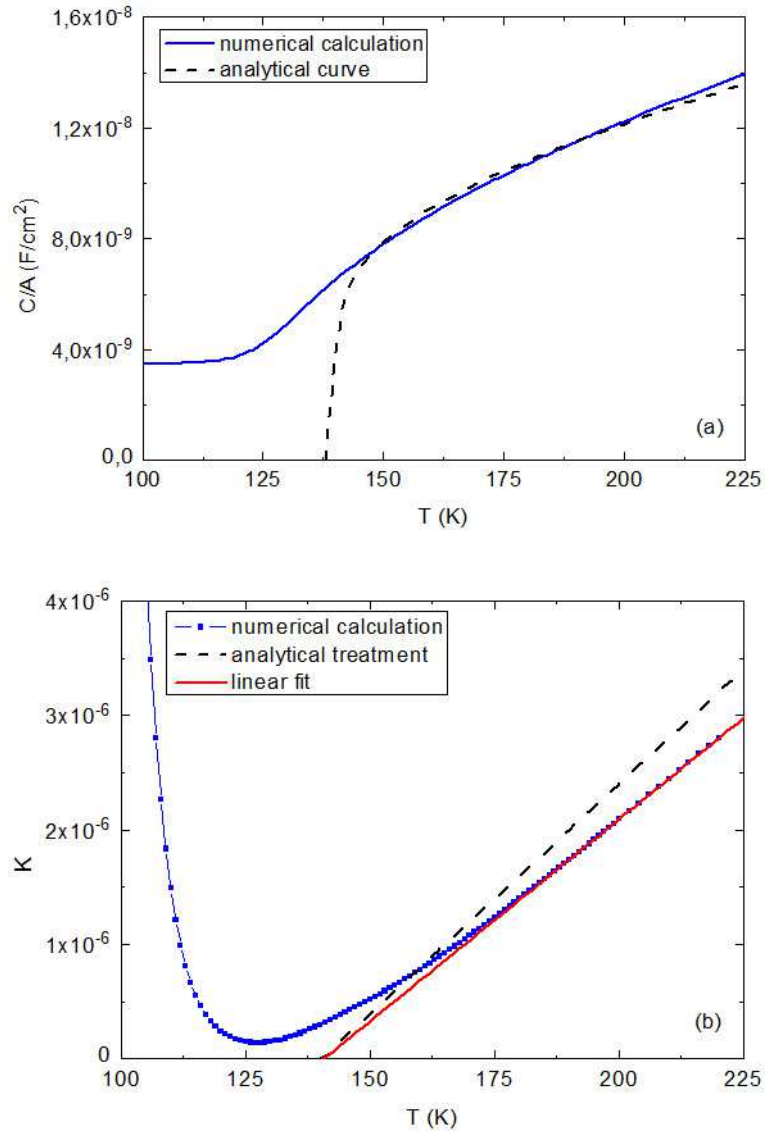 1,6x10⁻⁸
numerical calculation
analytical curve
1,2x10⁻⁸
C/A (F/cm²)
8,0x10⁻⁹
4,0x10⁻⁹
(a)
0,0
100 125 150 175 200 225
T (K)
4x10⁻⁶
numerical calculation
analytical treatment
linear fit
3x10⁻⁶
K
2x10⁻⁶
1x10⁻⁶
(b)
0
100 125 150 175 200 225
T (K)